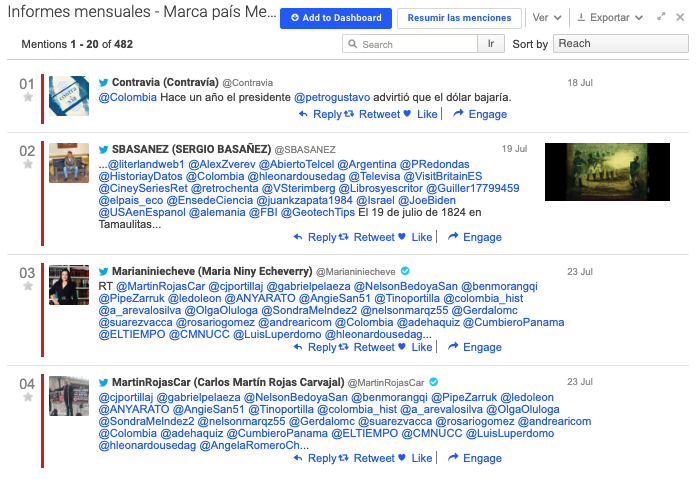 Informes mensuales - Marca país Me...
Add to Dashboard
Resumir las menciones
Ver
Exportar
Mentions 1 - 20 of 482
Search
Ir
Sort by
Reach
01
Contravia (Contravía) @Contravia
18 Jul
@Colombia Hace un año el presidente @petrogustavo advirtió que el dólar bajaría.
Reply Retweet Like Engage
02
SBASANEZ (SERGIO BASAÑEZ) @SBASANEZ
19 Jul
...@literlandweb1 @AlexZverev @AbiertoTelcel @Argentina @PRedondas
@HistoriayDatos @Colombia @hleonardousedag @Televisa @VisitBritainES
@CineySeriesRet @retrochenta @VSterimberg @Librosyescritor @Guiller17799459
@elpais_eco @EnsedeCiencia @juankzapata1984 @Israel @JoeBiden
@USAenEspanol @alemania @FBI @GeotechTips El 19 de julio de 1824 en
Tamaulitas...
Reply Retweet Like Engage
03
Marianiniecheve (Maria Niny Echeverry) @Marianiniecheve
23 Jul
RT @MartinRojasCar @cjportillaj @gabrielpelaeza @NelsonBedoyaSan @benmorangqi
@PipeZarruk @ledoleon @ANYARATO @AngieSan51 @Tinoportilla @colombia_hist
@a_arevalosilva @OlgaOluloga @SondraMelndez2 @nelsonmarqz55 @Gerdalomc
@suarezvacca @rosariogomez @andrearicom @Colombia @adehaquiz @CumbieroPanama
@ELTIEMPO @CMNUCC @LuisLuperdomo @hleonardousedag...
Reply Retweet Like Engage
04
MartinRojasCar (Carlos Martín Rojas Carvajal) @MartinRojasCar
23 Jul
@cjportillaj @gabrielpelaeza @NelsonBedoyaSan @benmorangqi @PipeZarruk @ledoleon
@ANYARATO @AngieSan51 @Tinoportilla @colombia_hist @a_arevalosilva @OlgaOluloga
@SondraMelndez2 @nelsonmarqz55 @Gerdalomc @suarezvacca @rosariogomez @andrearicom
@Colombia @adehaquiz @CumbieroPanama @ELTIEMPO @CMNUCC @LuisLuperdomo
@hleonardousedag @AngelaRomeroCh...
Reply Retweet Like Engage